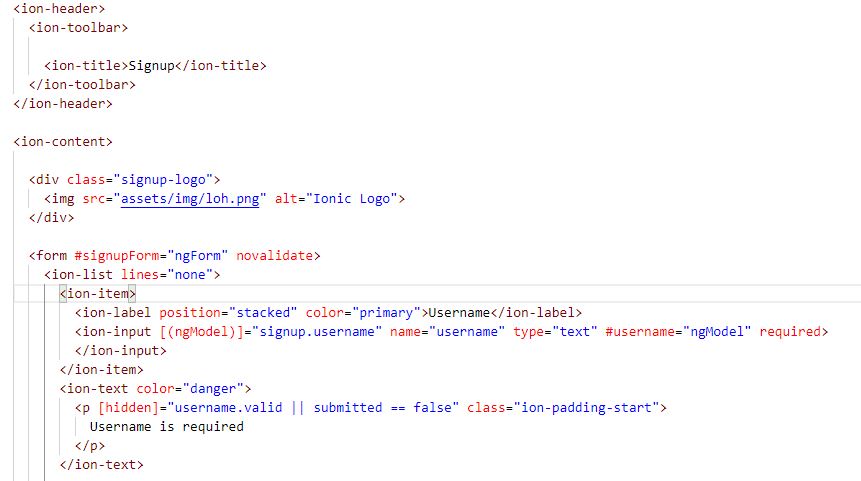 <ion-header>
<ion-toolbar>
<ion-title>Signup</ion-title>
</ion-toolbar>
</ion-header>
<ion-content>
<div class="signup-logo">
<img src="assets/img/loh.png" alt="Ionic Logo">
</div>
<form #signupForm="ngForm" novalidate>
<ion-list lines="none">
<ion-item>
<ion-label position="stacked" color="primary">Username</ion-label>
<ion-input [(ngModel)]="signup.username" name="username" type="text" #username="ngModel" required>
</ion-input>
</ion-item>
<ion-text color="danger">
<p [hidden]="username.valid || submitted == false" class="ion-padding-start">
Username is required
</p>
</ion-text>